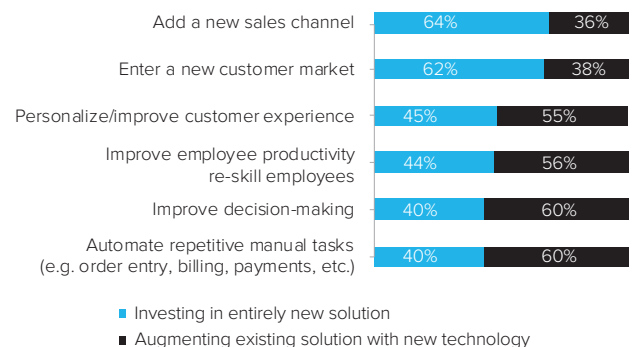 Add a new sales channel 64% 36%
Enter a new customer market 62% 38%
Personalize/improve customer experience 45% 55%
Improve employee productivity
re-skill employees 44% 56%
Improve decision-making 40% 60%
Automate repetitive manual tasks
(e.g. order entry, billing, payments, etc.) 40% 60%
Investing in entirely new solution
Augmenting existing solution with new technology